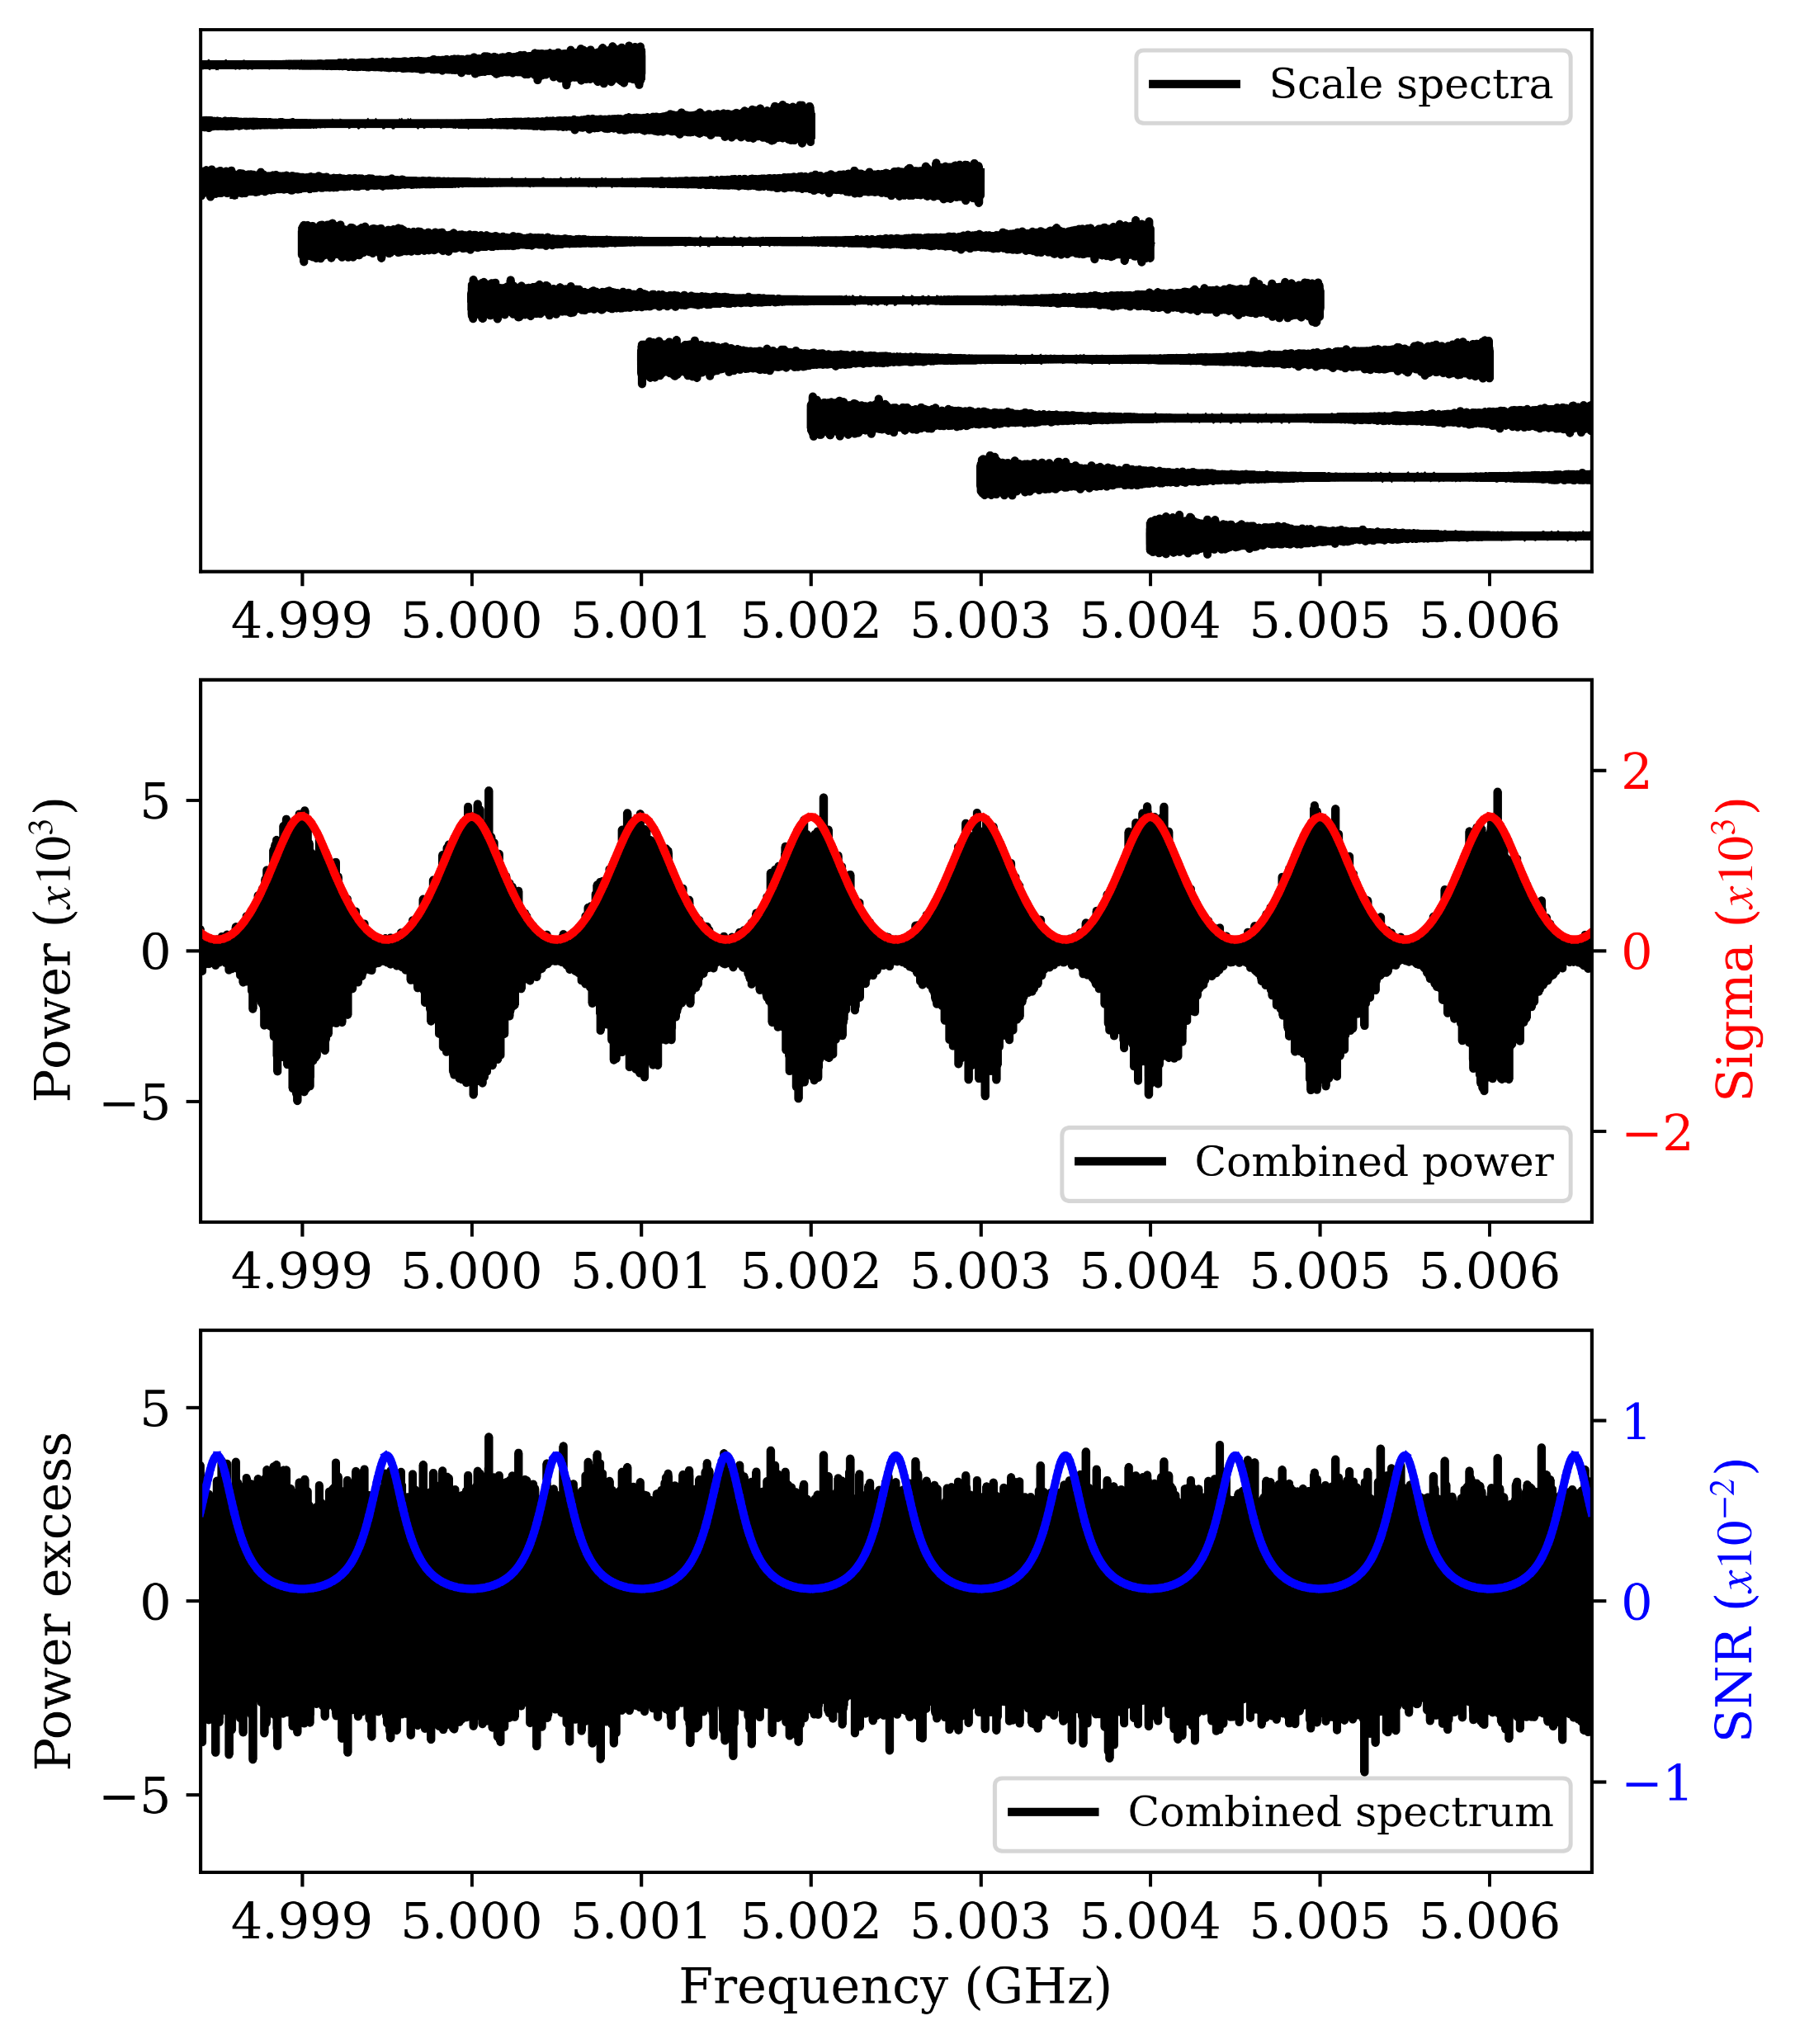 Scale spectra
4.999 5.000 5.001 5.002 5.003 5.004 5.005 5.006
Power (x10³)
5
0
−5
2
0
−2
Sigma (x10³)
Combined power
4.999 5.000 5.001 5.002 5.003 5.004 5.005 5.006
Power excess
5
0
−5
1
0
−1
SNR (x10⁻²)
Combined spectrum
4.999 5.000 5.001 5.002 5.003 5.004 5.005 5.006
Frequency (GHz)